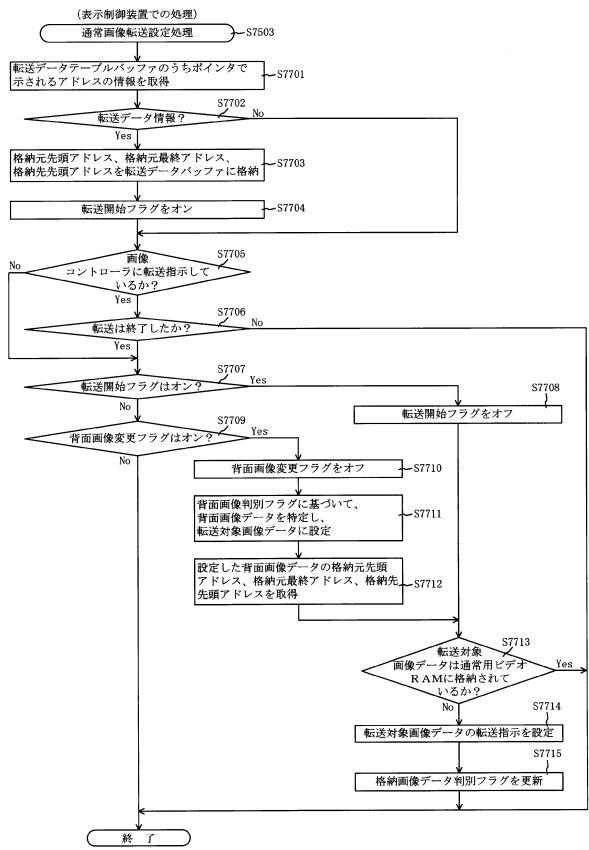 (表示制御装置での処理)
通常画像転送設定処理
S7503
転送データテーブルバッファのうちポインタで
示されるアドレスの情報を取得
S7701
転送データ情報?
S7702
No
Yes
格納元先頭アドレス、格納元最終アドレス、
格納先先頭アドレスを転送データバッファに格納
S7703
転送開始フラグをオン
S7704
画像
コントローラに転送指示して
いるか?
S7705
No
Yes
転送は終了したか?
S7706
No
Yes
転送開始フラグはオン?
S7707
Yes
No
転送開始フラグをオフ
S7708
背面画像変更フラグはオン?
S7709
Yes
No
背面画像変更フラグをオフ
S7710
背面画像判別フラグに基づいて、
背面画像データを特定し、
転送対象画像データに設定
S7711
設定した背面画像データの格納元先頭
アドレス、格納元最終アドレス、格納先
先頭アドレスを取得
S7712
転送対象
画像データは通常用ビデオ
RAMに格納されて
いるか?
S7713
Yes
No
転送対象画像データの転送指示を設定
S7714
格納画像データ判別フラグを更新
S7715
終 了